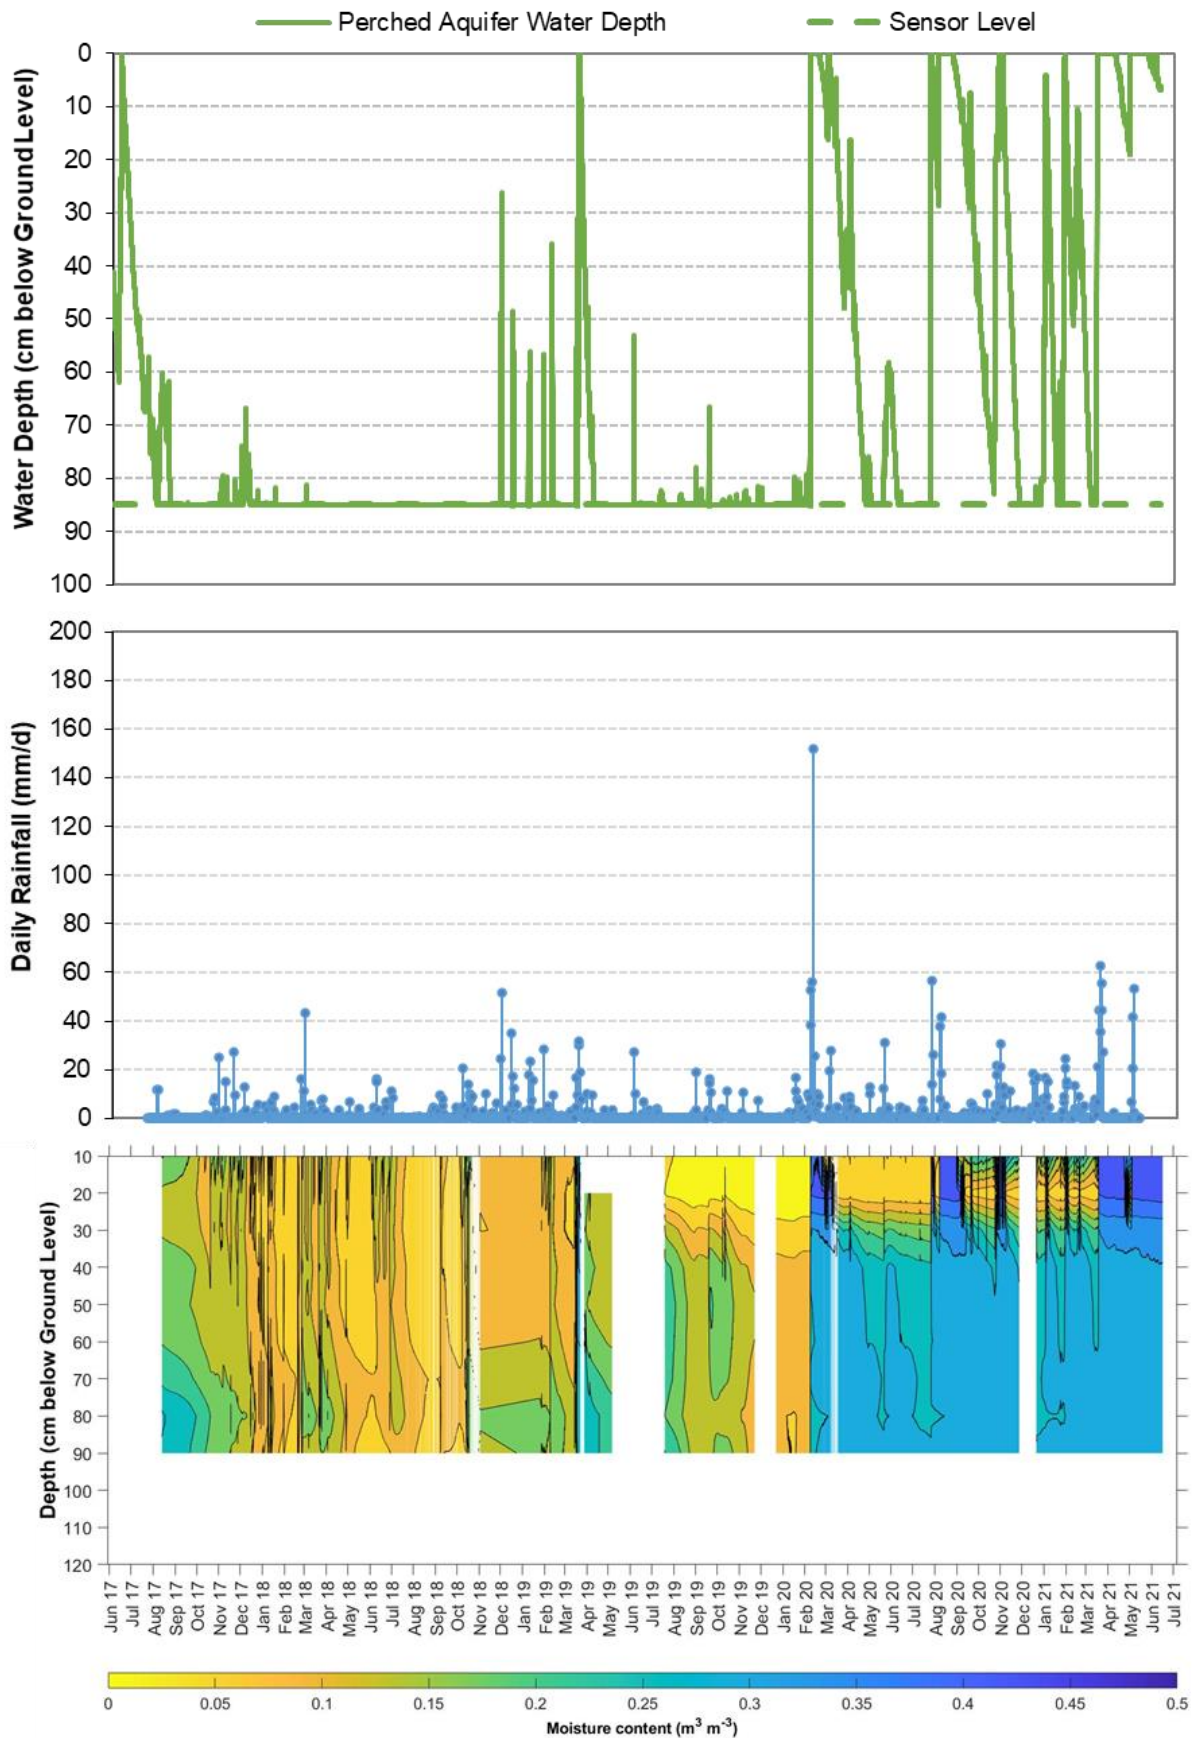 Perched Aquifer Water Depth Sensor Level
Water Depth (cm below Ground Level)
0
10
20
30
40
50
60
70
80
90
100
Daily Rainfall (mm/d)
200
180
160
140
120
100
80
60
40
20
0
Depth (cm below Ground Level)
10
20
30
40
50
60
70
80
90
100
110
120
Jun 17
Jul 17
Aug 17
Sep 17
Oct 17
Nov 17
Dec 17
Jan 18
Feb 18
Mar 18
Apr 18
May 18
Jun 18
Jul 18
Aug 18
Sep 18
Oct 18
Nov 18
Dec 18
Jan 19
Feb 19
Mar 19
Apr 19
May 19
Jun 19
Jul 19
Aug 19
Sep 19
Oct 19
Nov 19
Dec 19
Jan 20
Feb 20
Mar 20
Apr 20
May 20
Jun 20
Jul 20
Aug 20
Sep 20
Oct 20
Nov 20
Dec 20
Jan 21
Feb 21
Mar 21
Apr 21
May 21
Jun 21
Jul 21
0 0.05 0.1 0.15 0.2 0.25 0.3 0.35 0.4 0.45 0.5
Moisture content (m³ m⁻³)